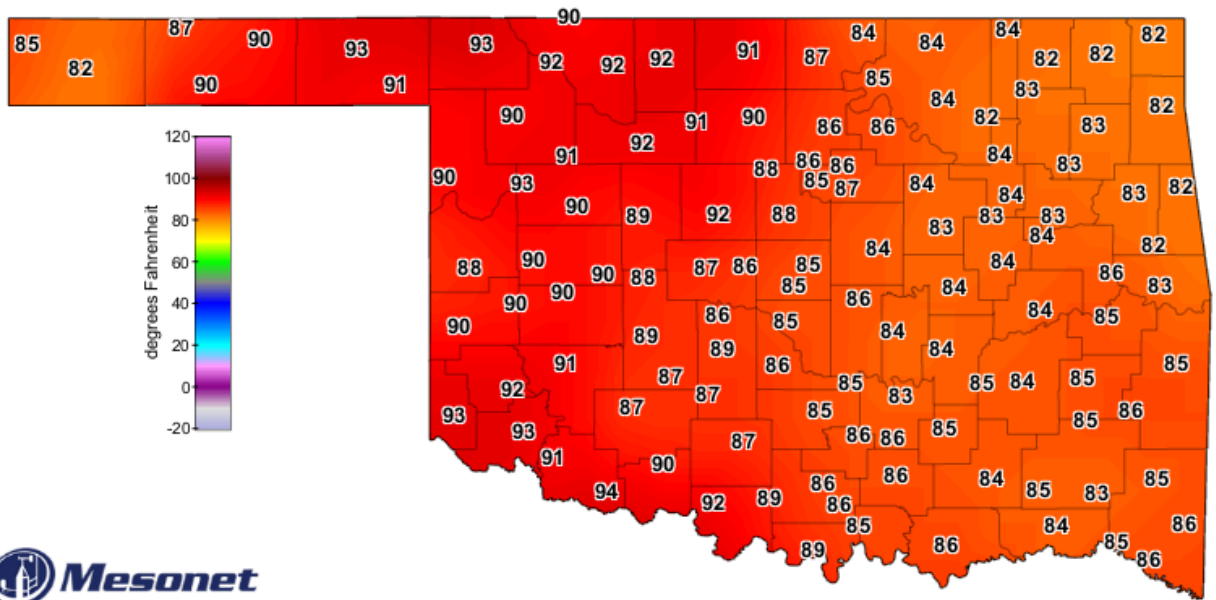 90
85 87 90 93 93 92 92 92 91 87 84 84 84 82 82 82
82 90 91 85 84 83 82
90 92 91 90 86 86 82 83
91 88 86 86 84 83
90 93 85 87 84 84 83 82
90 89 92 88 83 83 83
84 84 82
88 90 90 88 87 86 85 84 86
90 90 85 86 84 83
90 89 86 85 84 84 85
91 89 86 84 85
92 87 87 85 83 85 84 85
93 93 87 85 86 86 85 85 86
91 90 87 86 84 85
94 92 89 86 86 85 83
89 85 86 84 85 86 86
120
100
80
60
40
20
0
-20
degrees Fahrenheit
Mesonet